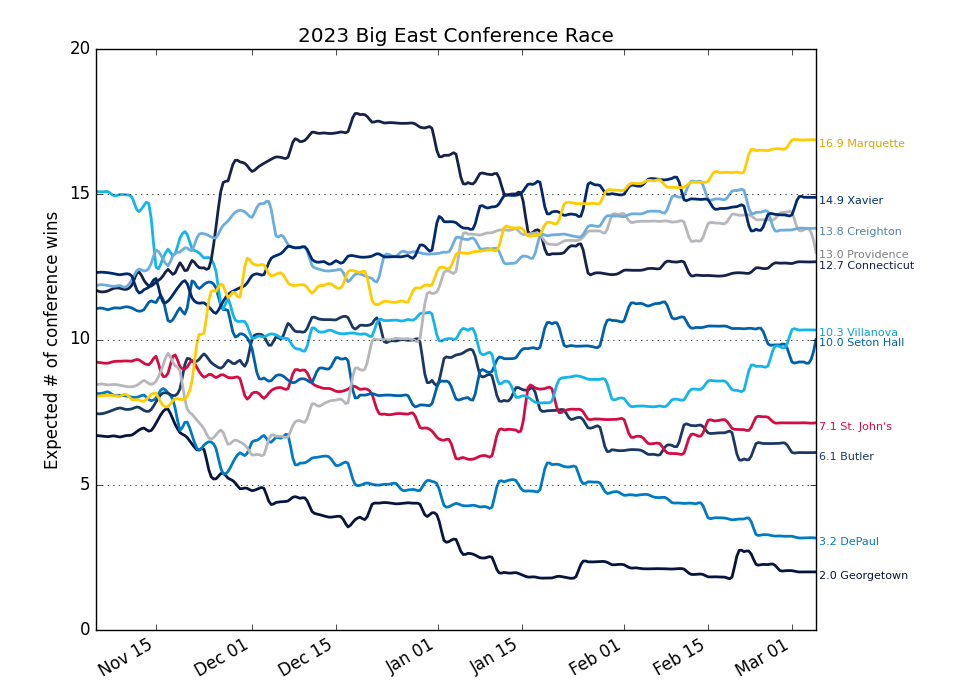 2023 Big East Conference Race
Expected # of conference wins
20
15
10
5
0
16.9 Marquette
14.9 Xavier
13.8 Creighton
13.0 Providence
12.7 Connecticut
10.3 Villanova
10.0 Seton Hall
7.1 St. John's
6.1 Butler
3.2 DePaul
2.0 Georgetown
Nov 15
Dec 01
Dec 15
Jan 01
Jan 15
Feb 01
Feb 15
Mar 01